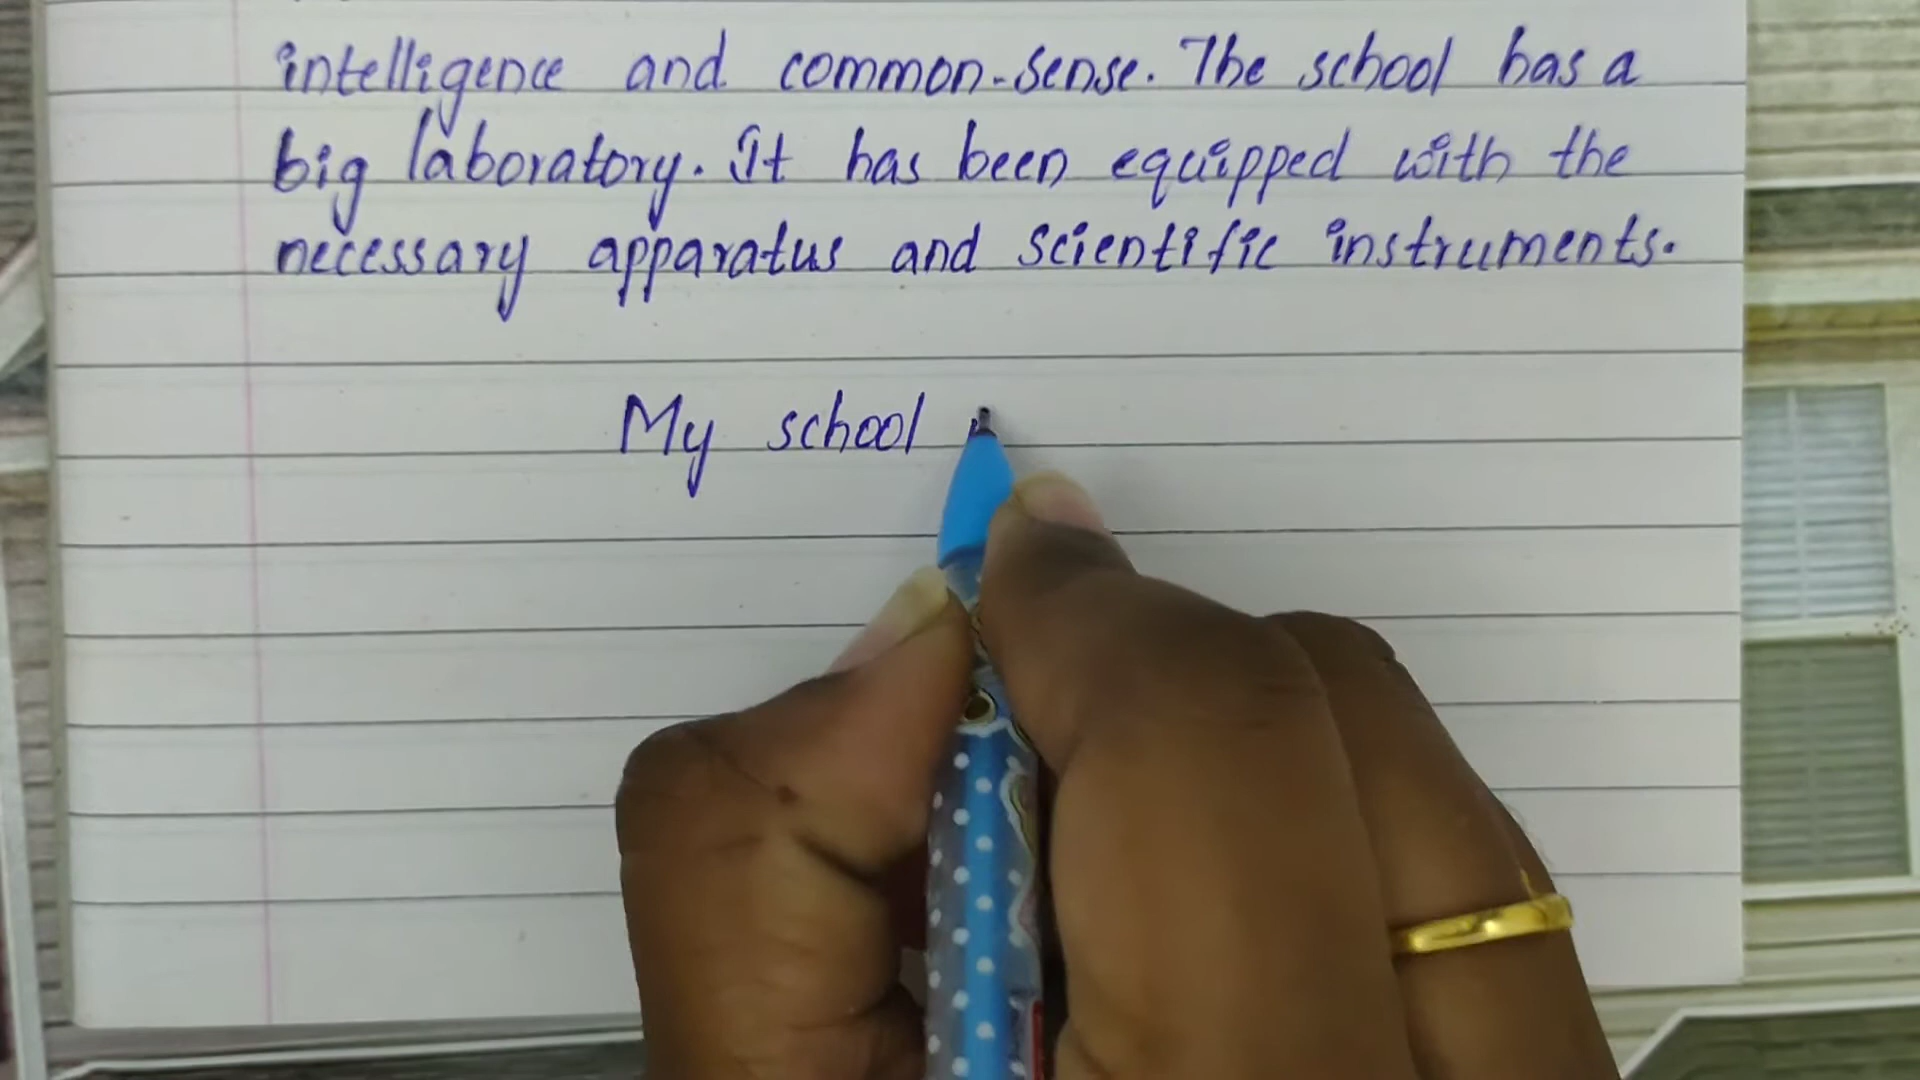 intelligence and common-sense. The school has a
big laboratory. It has been equipped with the
necessary apparatus and scientific instruments.
My school